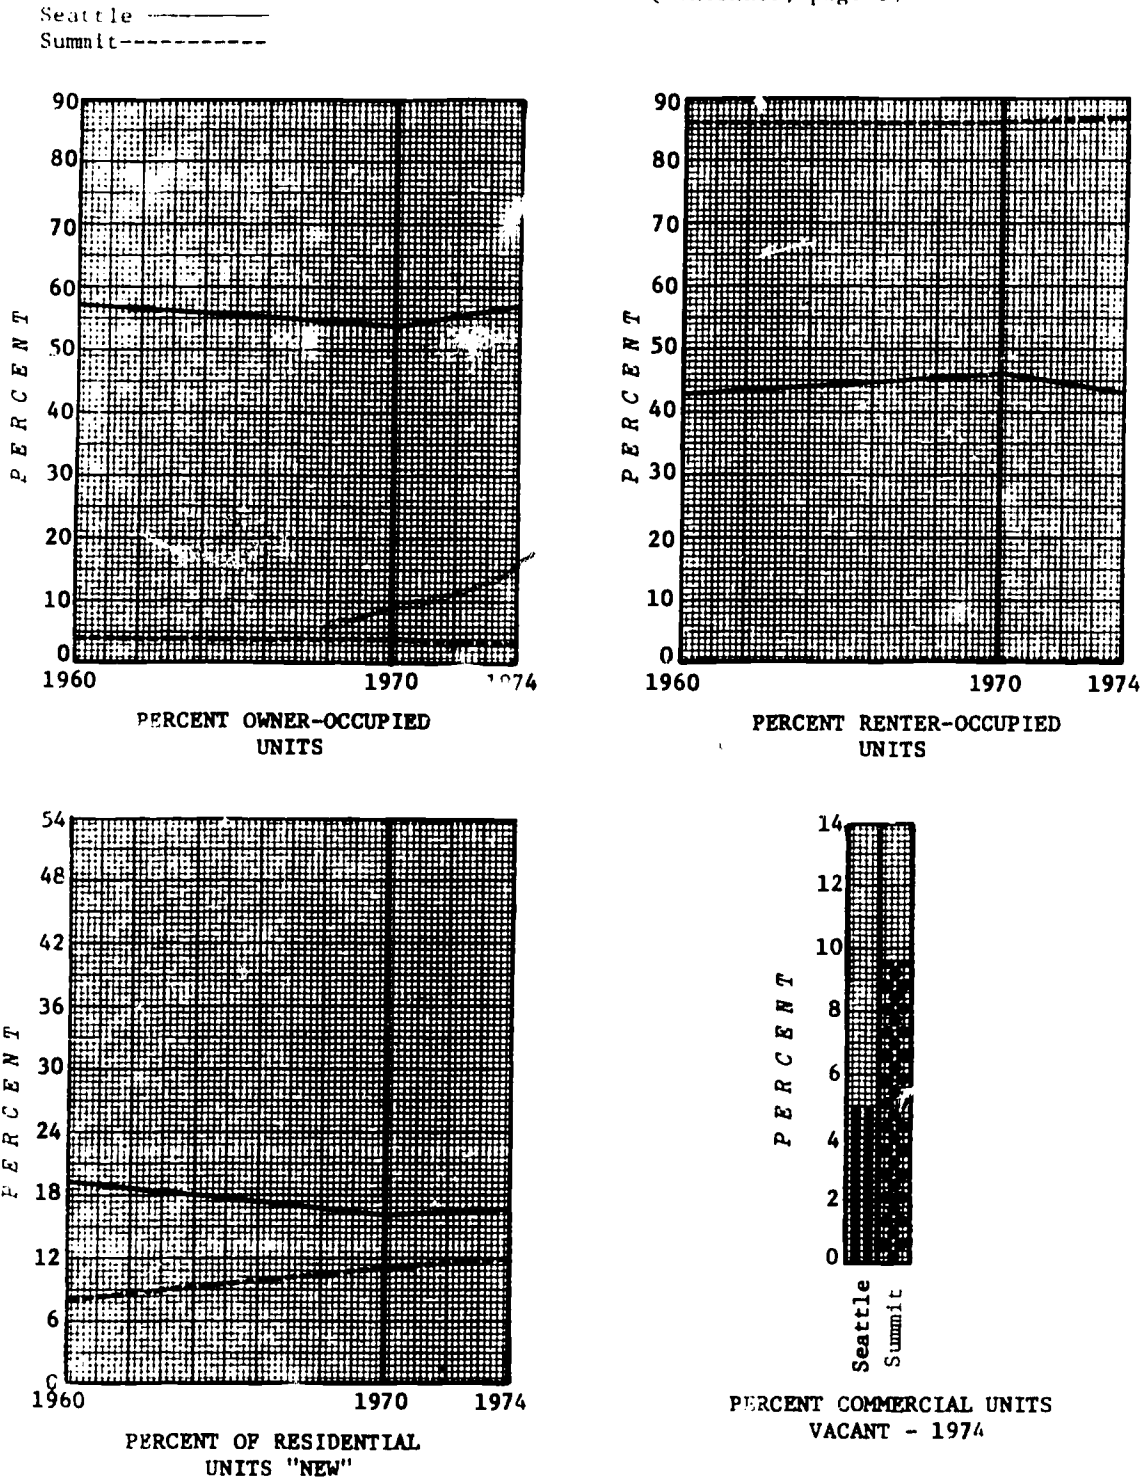 Seattle
Summit
90
80
70
60
50
40
30
20
10
0
PERCENT
1960
1970
1974
PERCENT OWNER-OCCUPIED
UNITS
90
80
70
60
50
40
30
20
10
0
PERCENT
1960
1970
1974
PERCENT RENTER-OCCUPIED
UNITS
54
48
42
36
30
24
18
12
6
0
PERCENT
1960
1970
1974
PERCENT OF RESIDENTIAL
UNITS "NEW"
14
12
10
8
6
4
2
0
PERCENT
Seattle
Summit
PERCENT COMMERCIAL UNITS
VACANT - 1974